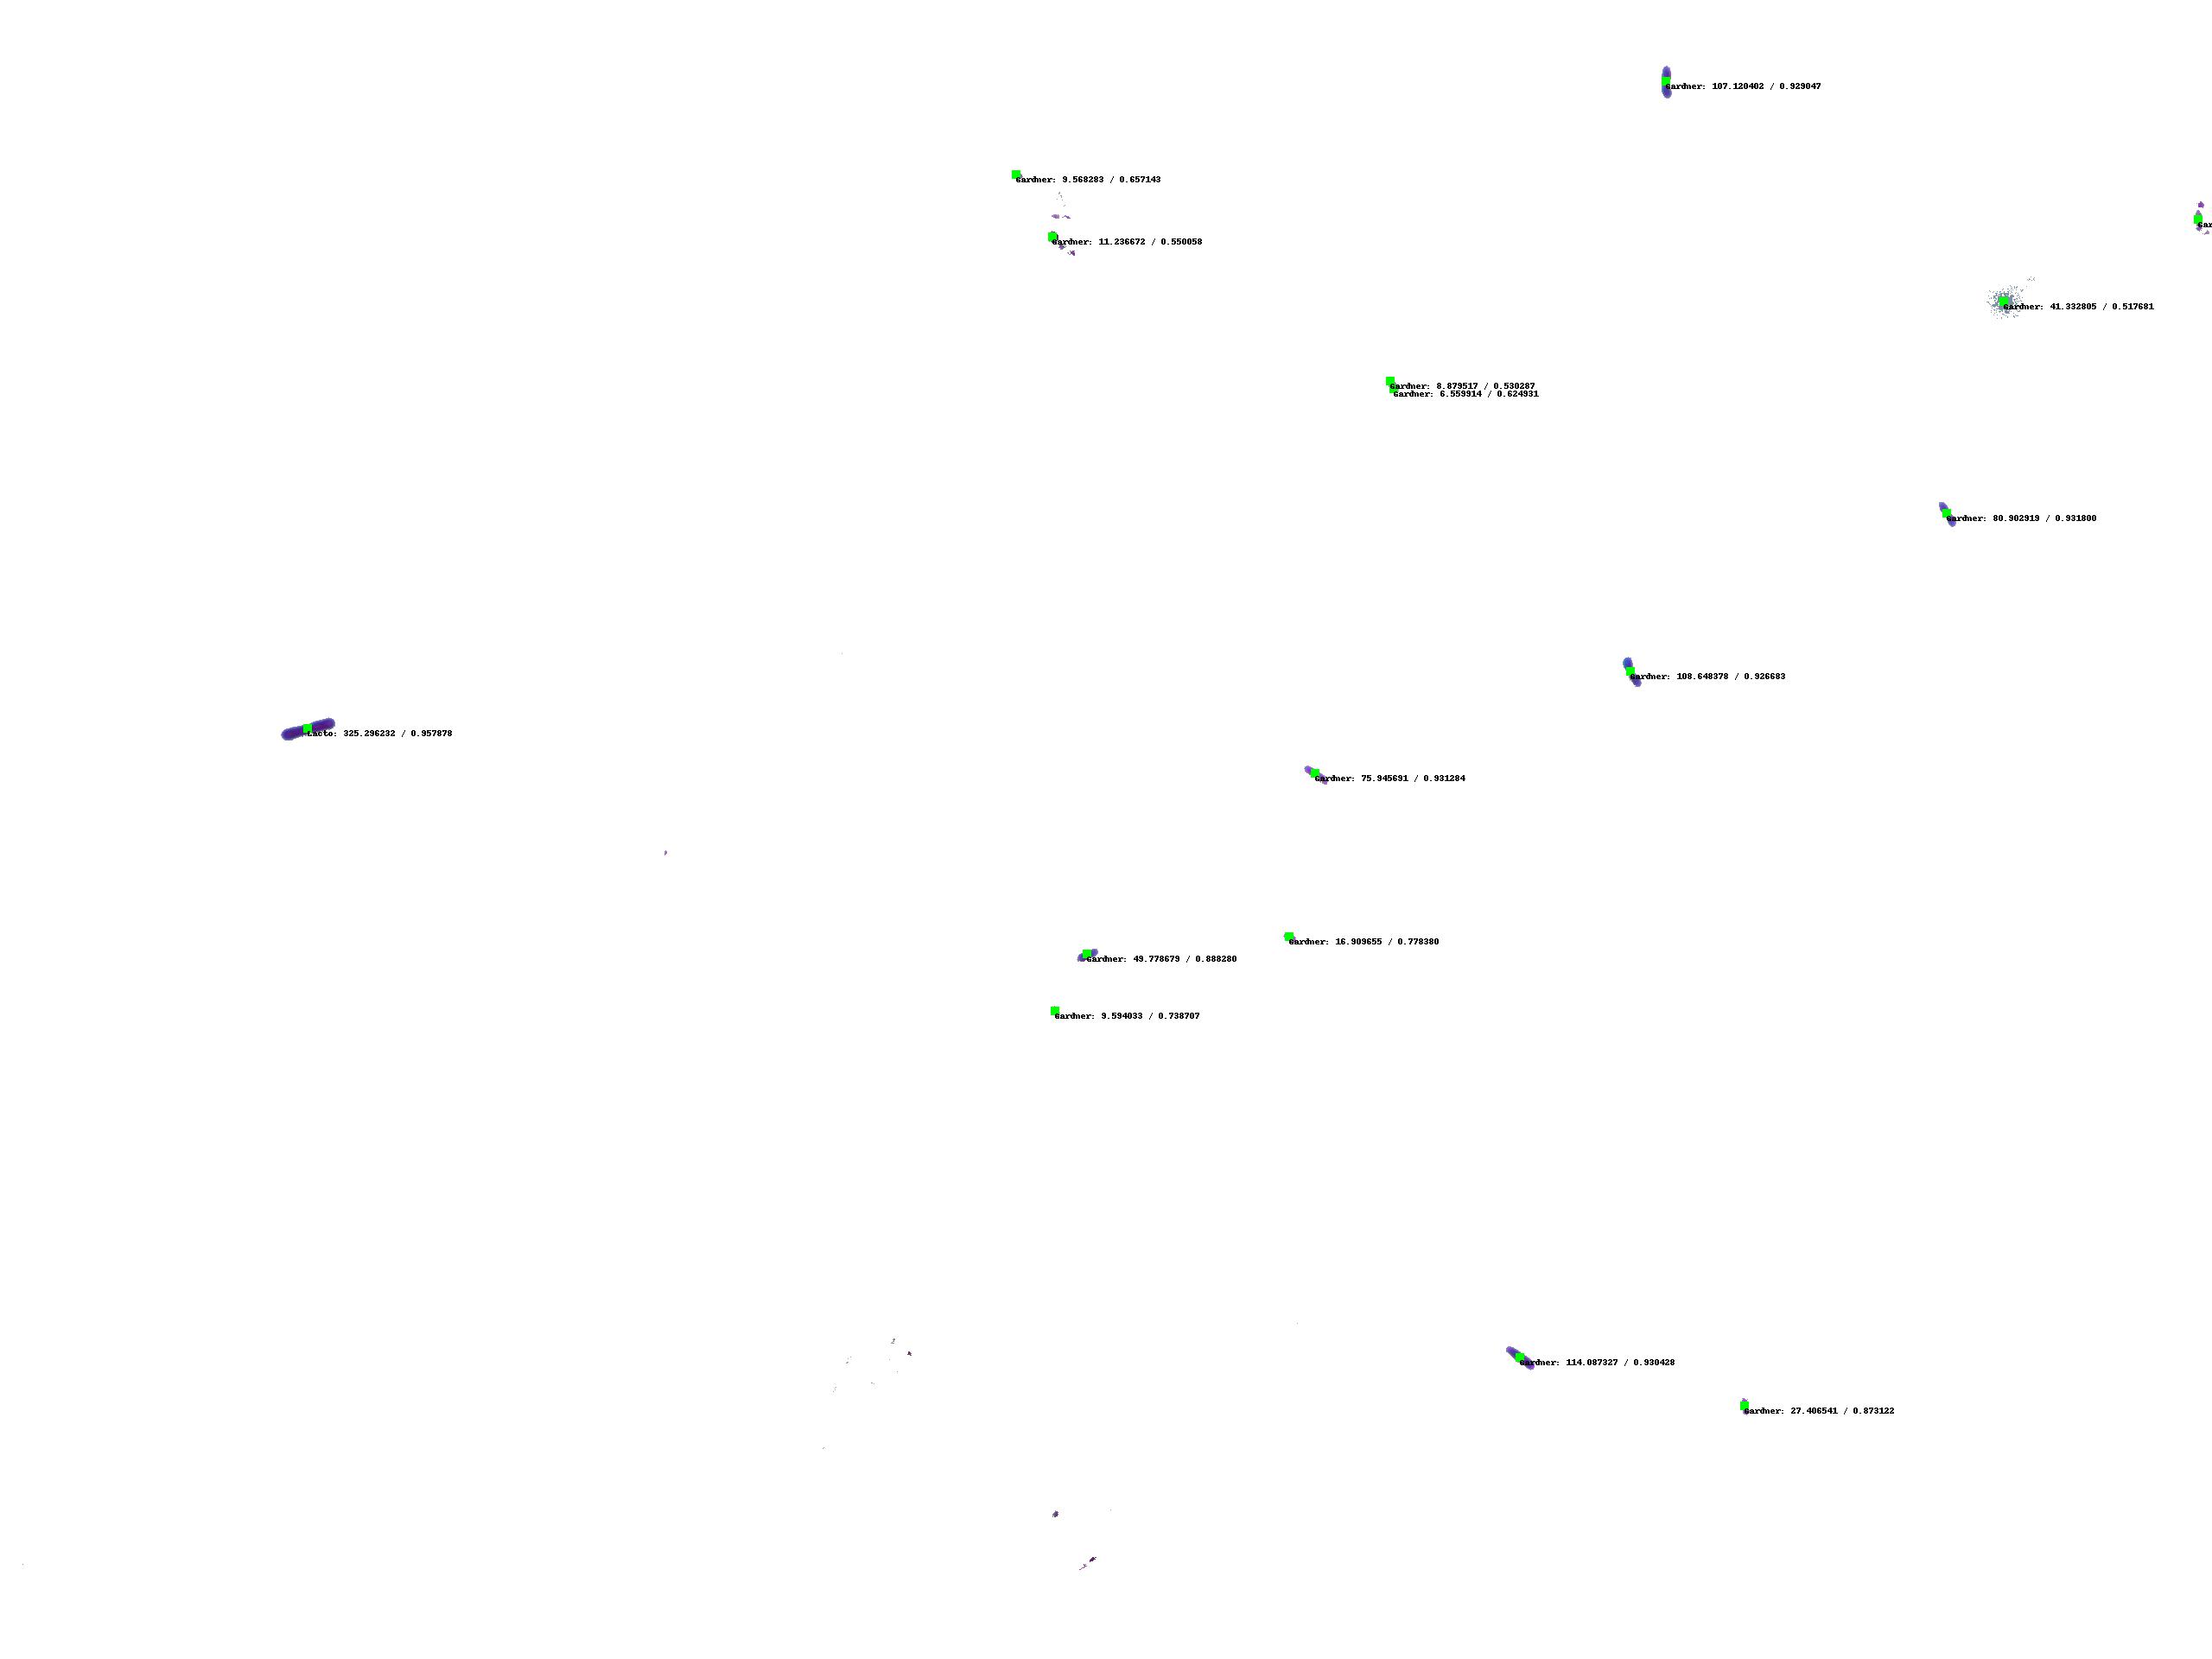 Gardner: 107.120402 / 0.929047
Gardner: 9.568283 / 0.657143
Gar
Gardner: 11.236672 / 0.550058
Gardner: 41.332805 / 0.517681
Gardner: 8.879517 / 0.530287
Gardner: 6.559914 / 0.624931
Gardner: 80.902919 / 0.931800
Gardner: 108.648378 / 0.926683
Lacto: 325.296232 / 0.957878
Gardner: 75.945691 / 0.931284
Gardner: 16.909655 / 0.778380
Gardner: 49.778679 / 0.888280
Gardner: 9.594033 / 0.738707
Gardner: 114.087327 / 0.930428
Gardner: 27.406541 / 0.873122